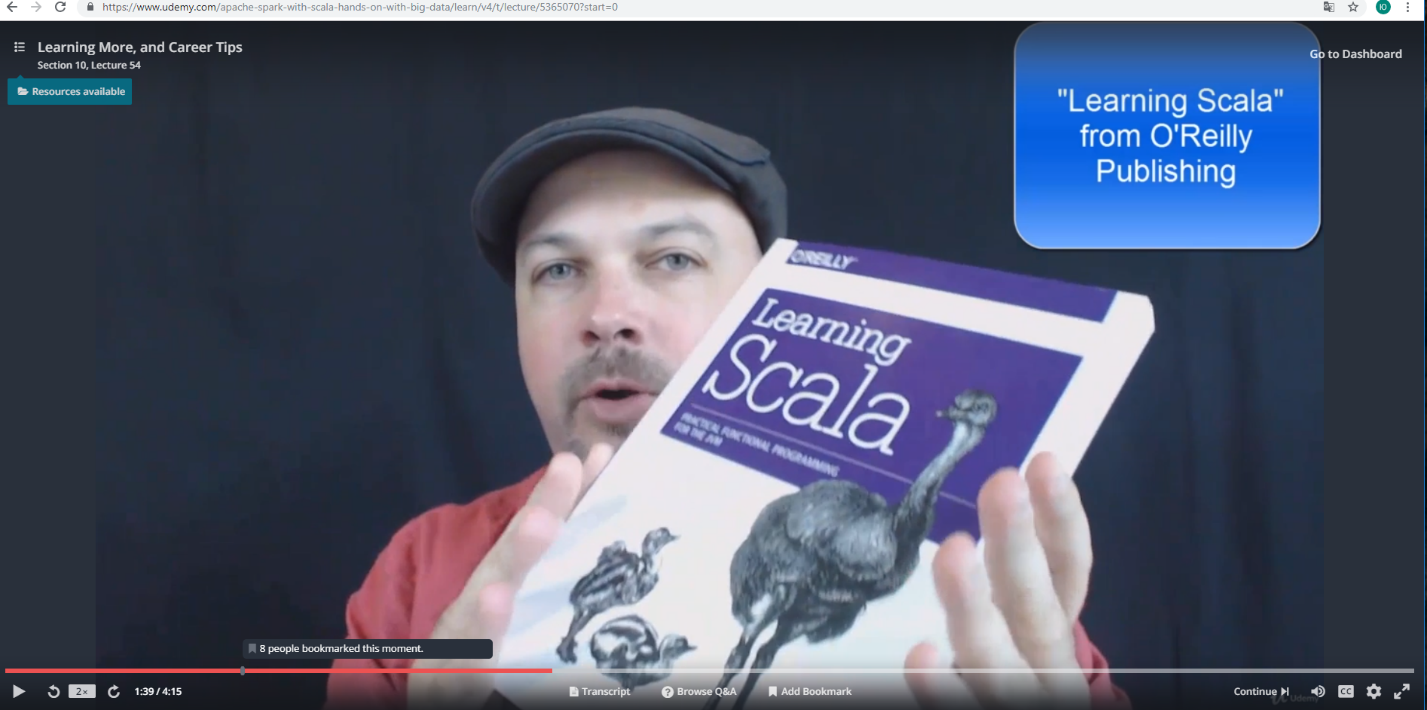 https://www.udemy.com/apache-spark-with-scala-hands-on-with-big-data/learn/v4/t/lecture/5365070?start=0
Ю
Learning More, and Career Tips
Section 10, Lecture 54
Go to Dashboard
Resources available
"Learning Scala"
from O'Reilly
Publishing
O'REILLY
Learning
Scala
PRACTICAL FUNCTIONAL PROGRAMMING
FOR THE JVM
8 people bookmarked this moment.
2×
1:39 / 4:15
Transcript
Browse Q&A
Add Bookmark
Continue
CC
Udemy